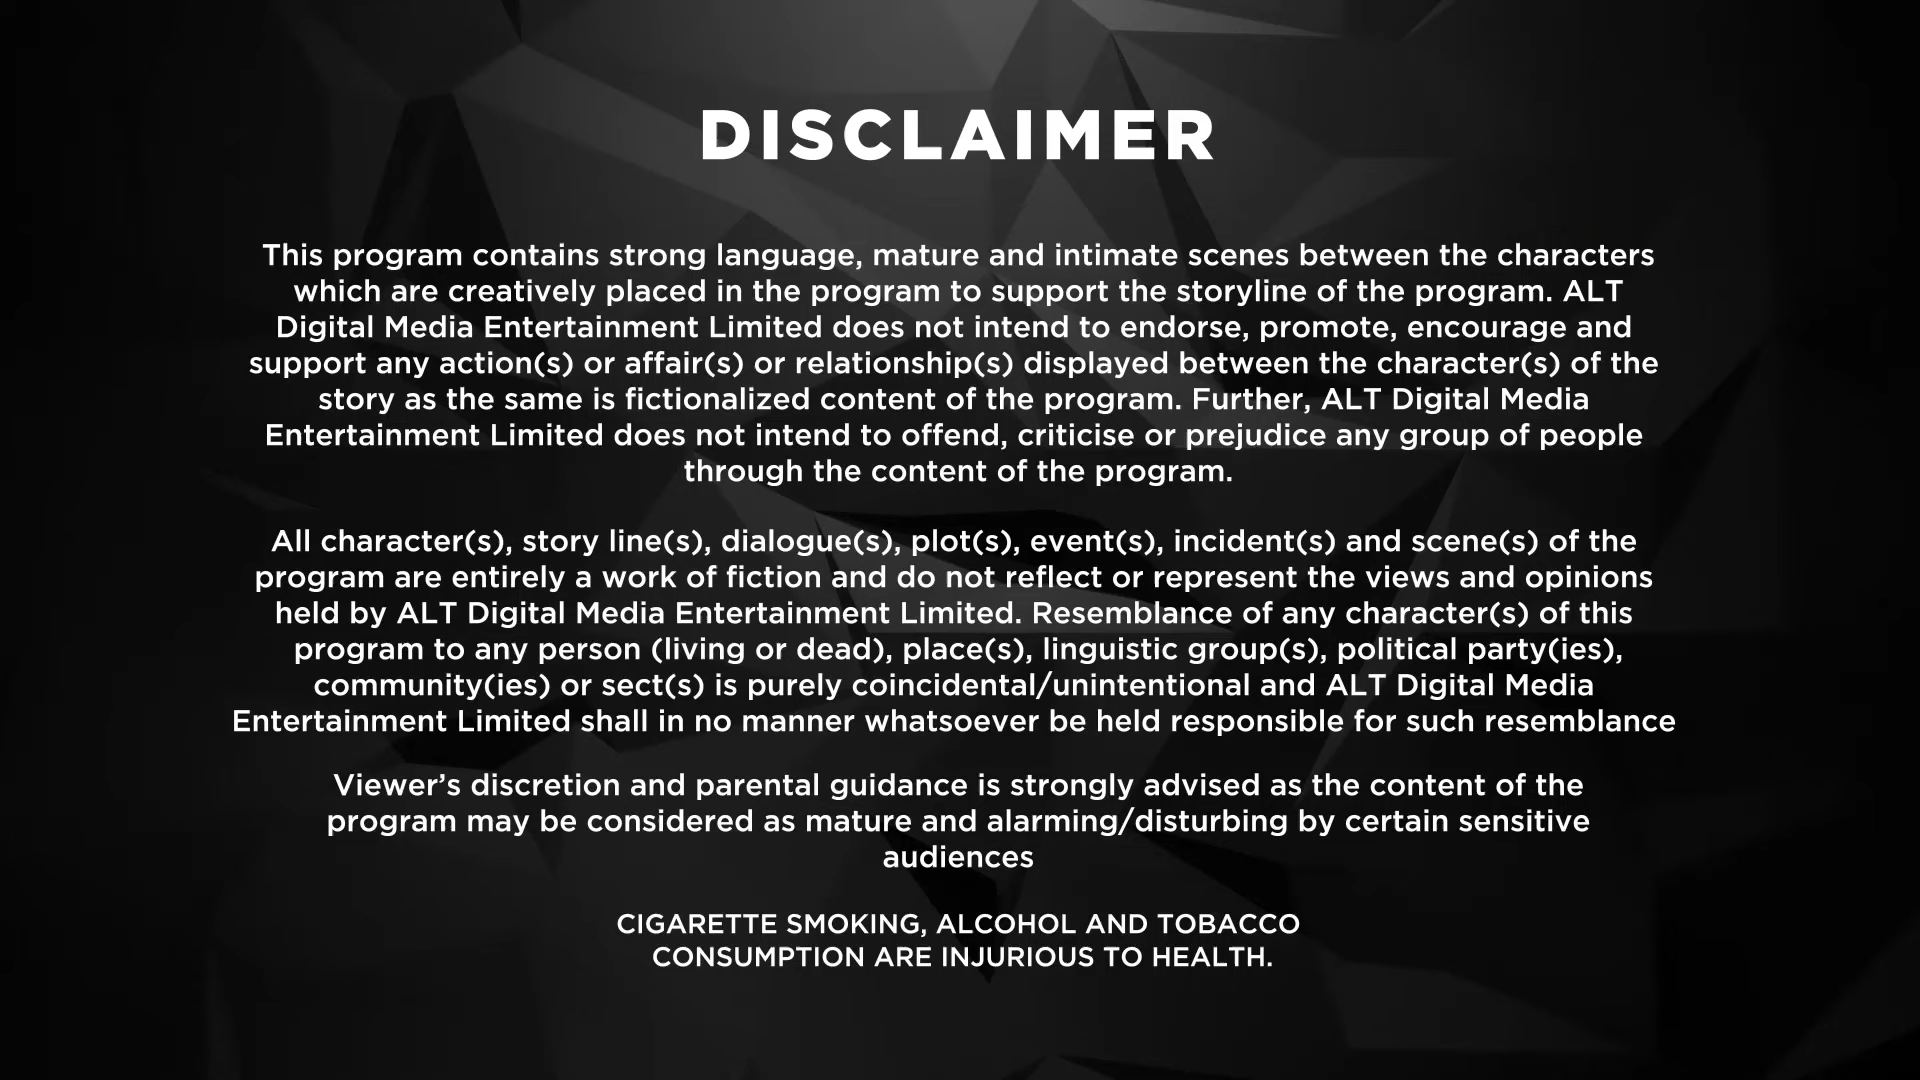 DISCLAIMER
This program contains strong language, mature and intimate scenes between the characters
which are creatively placed in the program to support the storyline of the program. ALT
Digital Media Entertainment Limited does not intend to endorse, promote, encourage and
support any action(s) or affair(s) or relationship(s) displayed between the character(s) of the
story as the same is fictionalized content of the program. Further, ALT Digital Media
Entertainment Limited does not intend to offend, criticise or prejudice any group of people
through the content of the program.
All character(s), story line(s), dialogue(s), plot(s), event(s), incident(s) and scene(s) of the
program are entirely a work of fiction and do not reflect or represent the views and opinions
held by ALT Digital Media Entertainment Limited. Resemblance of any character(s) of this
program to any person (living or dead), place(s), linguistic group(s), political party(ies),
community(ies) or sect(s) is purely coincidental/unintentional and ALT Digital Media
Entertainment Limited shall in no manner whatsoever be held responsible for such resemblance
Viewer’s discretion and parental guidance is strongly advised as the content of the
program may be considered as mature and alarming/disturbing by certain sensitive
audiences
CIGARETTE SMOKING, ALCOHOL AND TOBACCO
CONSUMPTION ARE INJURIOUS TO HEALTH.